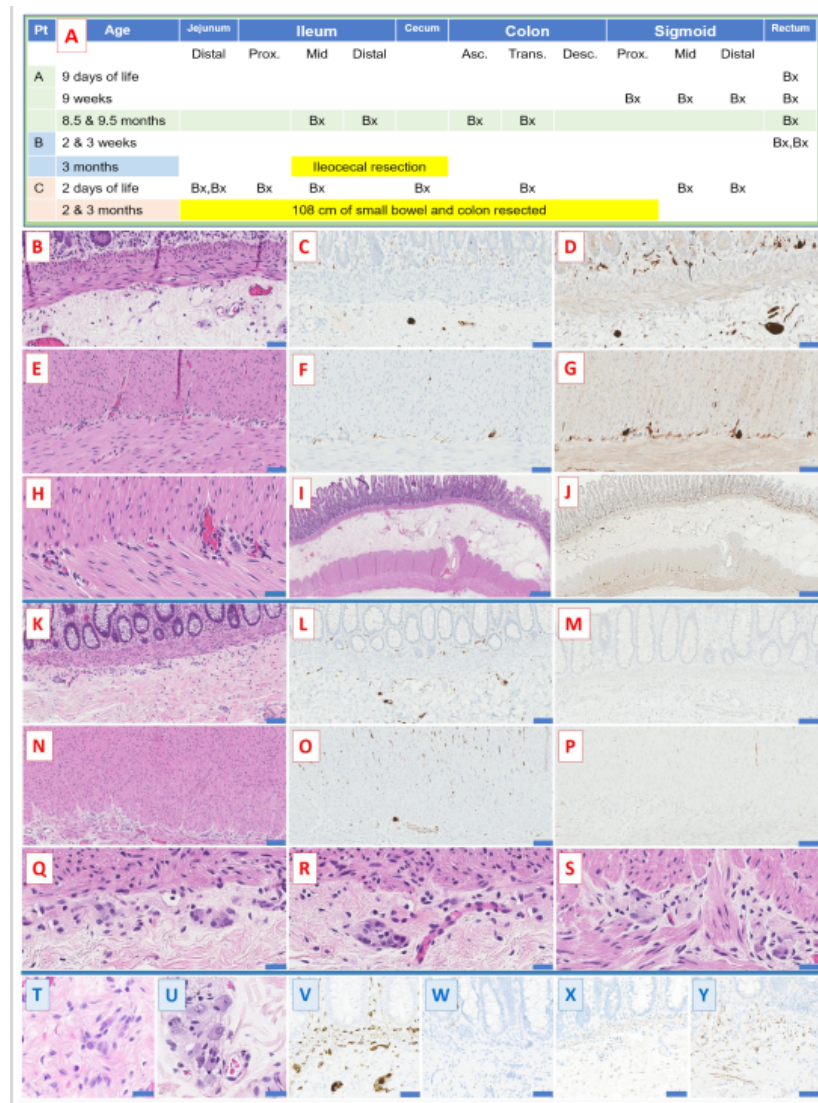 Pt A Age Jejunum Ileum Cecum Colon Sigmoid Rectum
Distal Prox. Mid Distal Asc. Trans. Desc. Prox. Mid Distal
A 9 days of life Bx
9 weeks Bx Bx Bx Bx
8.5 & 9.5 months Bx Bx Bx Bx Bx
B 2 & 3 weeks Bx,Bx
3 months Ileocecal resection
C 2 days of life Bx,Bx Bx Bx Bx Bx Bx Bx
2 & 3 months 108 cm of small bowel and colon resected
B C D
E F G
H I J
K L M
N O P
Q R S
T U V W X Y